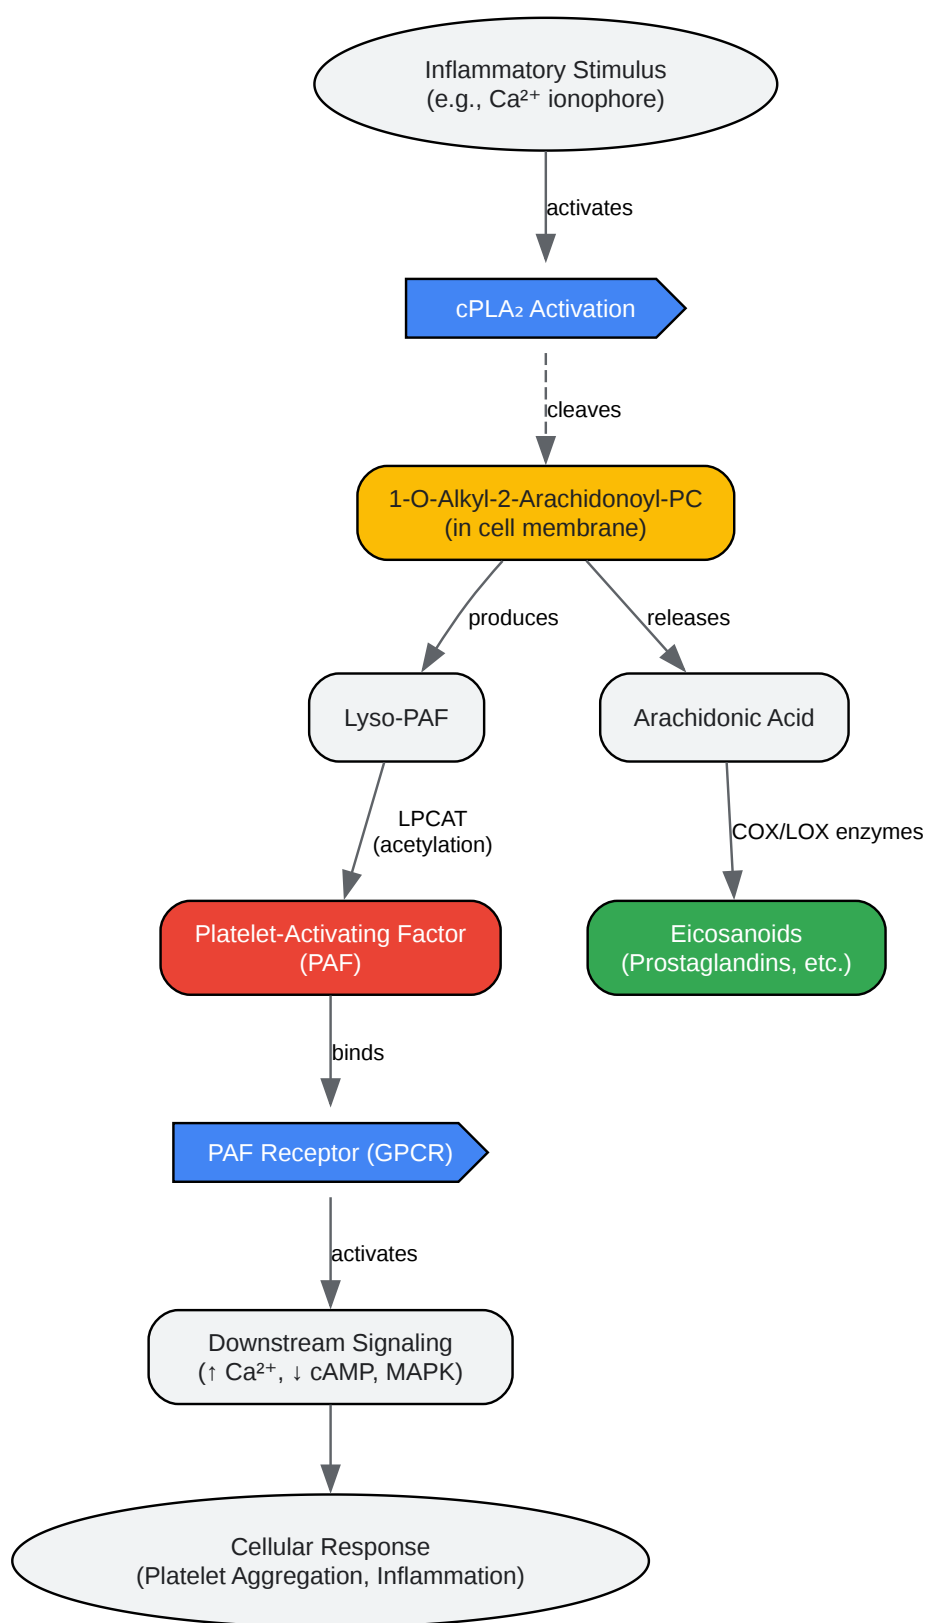 Inflammatory Stimulus
(e.g., Ca²⁺ ionophore)
activates
cPLA₂ Activation
cleaves
1-O-Alkyl-2-Arachidonoyl-PC
(in cell membrane)
produces
releases
Lyso-PAF
Arachidonic Acid
LPCAT
(acetylation)
COX/LOX enzymes
Platelet-Activating Factor
(PAF)
Eicosanoids
(Prostaglandins, etc.)
binds
PAF Receptor (GPCR)
activates
Downstream Signaling
(↑ Ca²⁺, ↓ cAMP, MAPK)
Cellular Response
(Platelet Aggregation, Inflammation)